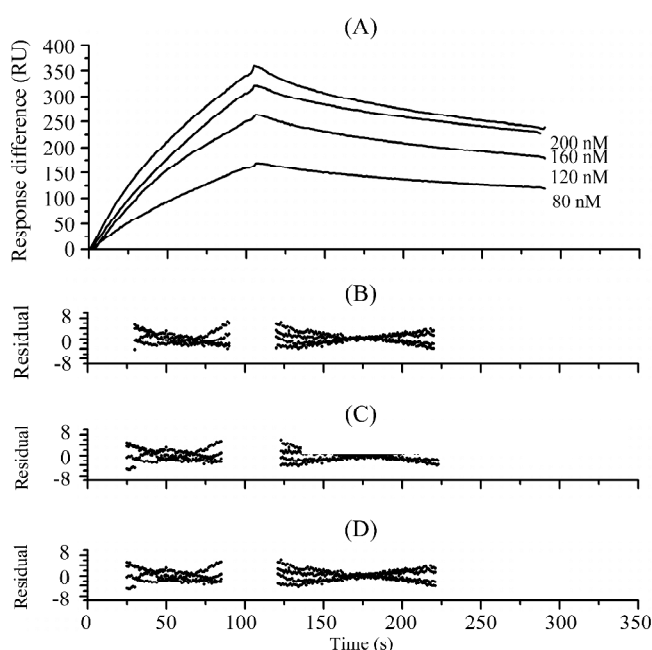 (A)
Response difference (RU)
400
350
300
250
200
150
100
50
0
200 nM
160 nM
120 nM
80 nM
(B)
Residual
8
0
-8
(C)
Residual
8
0
-8
(D)
Residual
8
0
-8
0 50 100 150 200 250 300 350
Time (s)